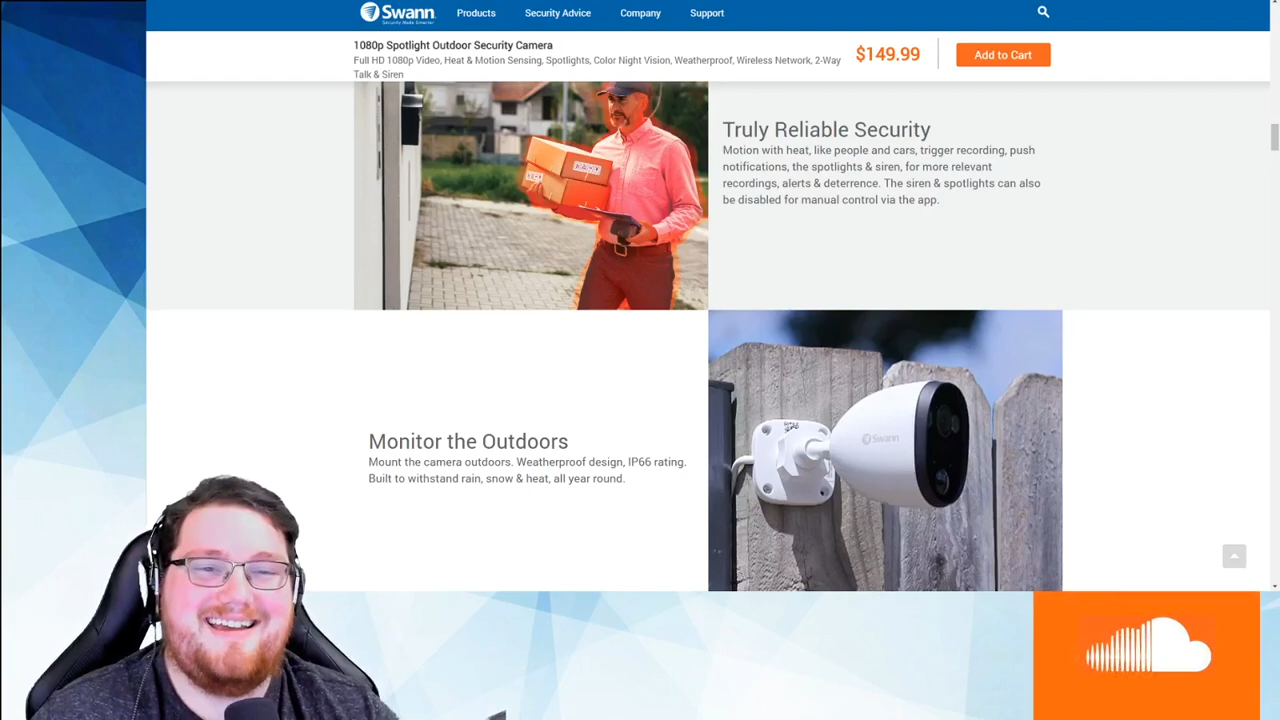 Swann
Security Made Smarter
Products
Company
Security Advice
Support
1080p Spotlight Outdoor Security Camera
Full HD 1080p Video, Heat & Motion Sensing, Spotlights, Color Night Vision, Weatherproof, Wireless Network, 2-Way
Talk & Siren
$149.99
Add to Cart
Truly Reliable Security
Motion with heat, like people and cars, trigger recording, push
notifications, the spotlights & siren, for more relevant
recordings, alerts & deterrence. The siren & spotlights can also
be disabled for manual control via the app.
Monitor the Outdoors
Mount the camera outdoors. Weatherproof design, IP66 rating.
Built to withstand rain, snow & heat, all year round.
Swann